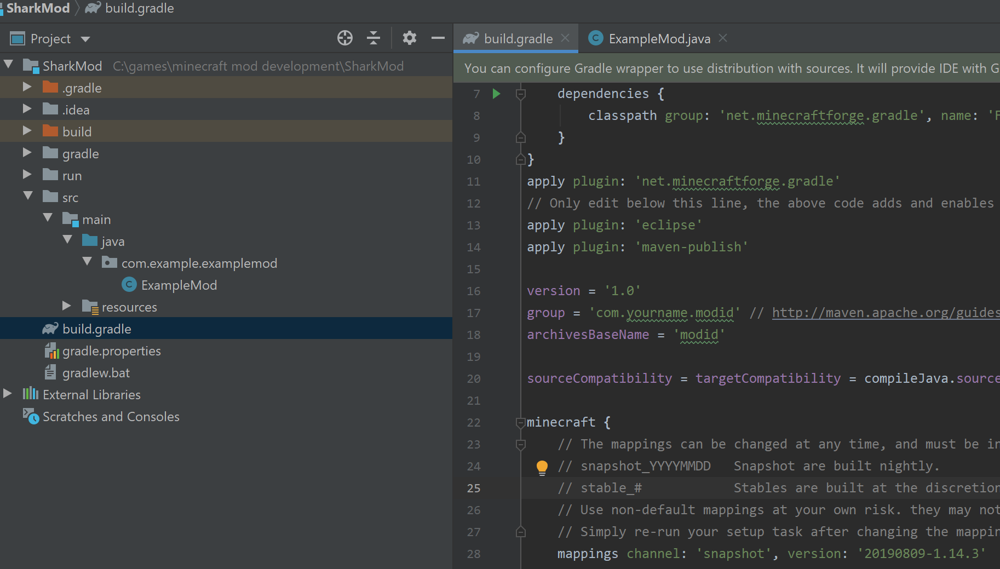 SharkMod
build.gradle
Project
SharkMod C:\games\minecraft mod development\SharkMod
.gradle
.idea
build
gradle
run
src
main
java
com.example.examplemod
ExampleMod
resources
build.gradle
gradle.properties
gradlew.bat
External Libraries
Scratches and Consoles
build.gradle
ExampleMod.java
You can configure Gradle wrapper to use distribution with sources. It will provide IDE with G
7 dependencies {
8 classpath group: 'net.minecraftforge.gradle', name: 'F
9 }
10 }
11 apply plugin: 'net.minecraftforge.gradle'
12 // Only edit below this line, the above code adds and enables
13 apply plugin: 'eclipse'
14 apply plugin: 'maven-publish'
15
16 version = '1.0'
17 group = 'com.yourname.modid' // http://maven.apache.org/guides
18 archivesBaseName = 'modid'
19
20 sourceCompatibility = targetCompatibility = compileJava.source
21
22 minecraft {
23 // The mappings can be changed at any time, and must be in
24 // snapshot_YYYYMMDD Snapshot are built nightly.
25 // stable_# Stables are built at the discretion
26 // Use non-default mappings at your own risk. they may not
27 // Simply re-run your setup task after changing the mappin
28 mappings channel: 'snapshot', version: '20190809-1.14.3'